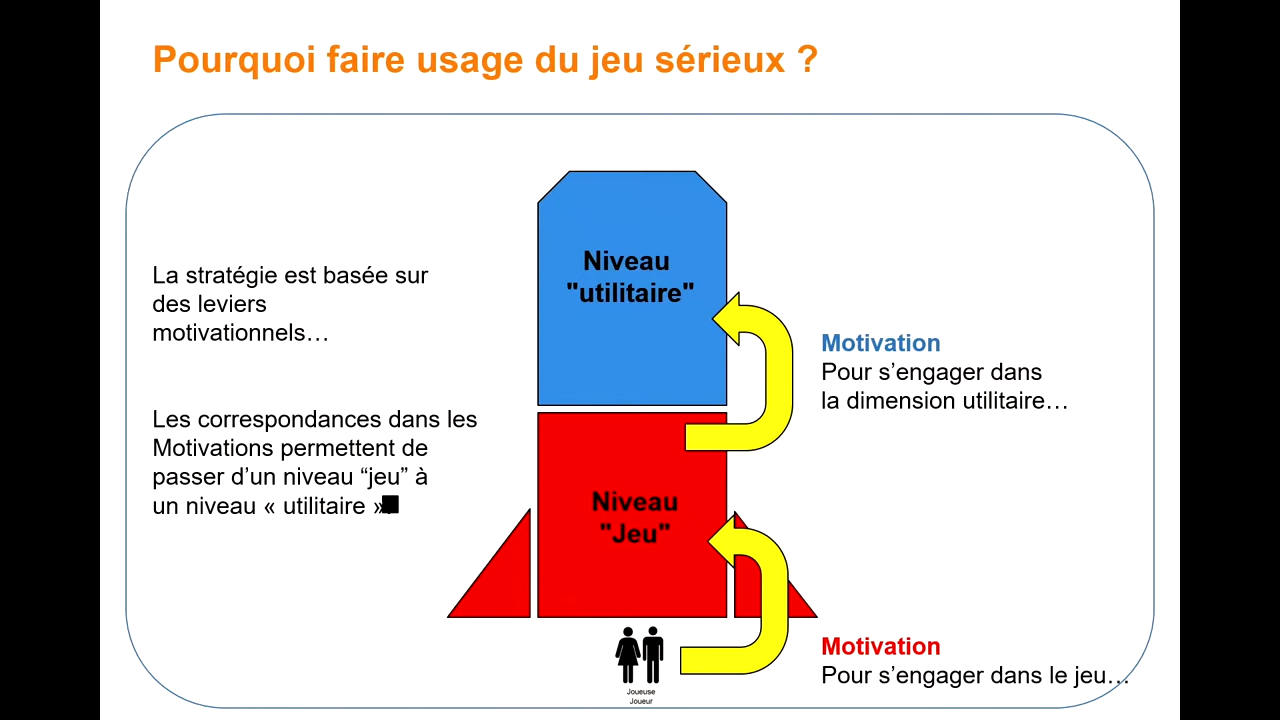 Pourquoi faire usage du jeu sérieux ?
La stratégie est basée sur
des leviers
motivationnels…
Les correspondances dans les
Motivations permettent de
passer d’un niveau “jeu” à
un niveau « utilitaire »
Niveau
"utilitaire"
Niveau
"Jeu"
Motivation
Pour s’engager dans
la dimension utilitaire…
Motivation
Pour s’engager dans le jeu…
Joueuse
Joueur